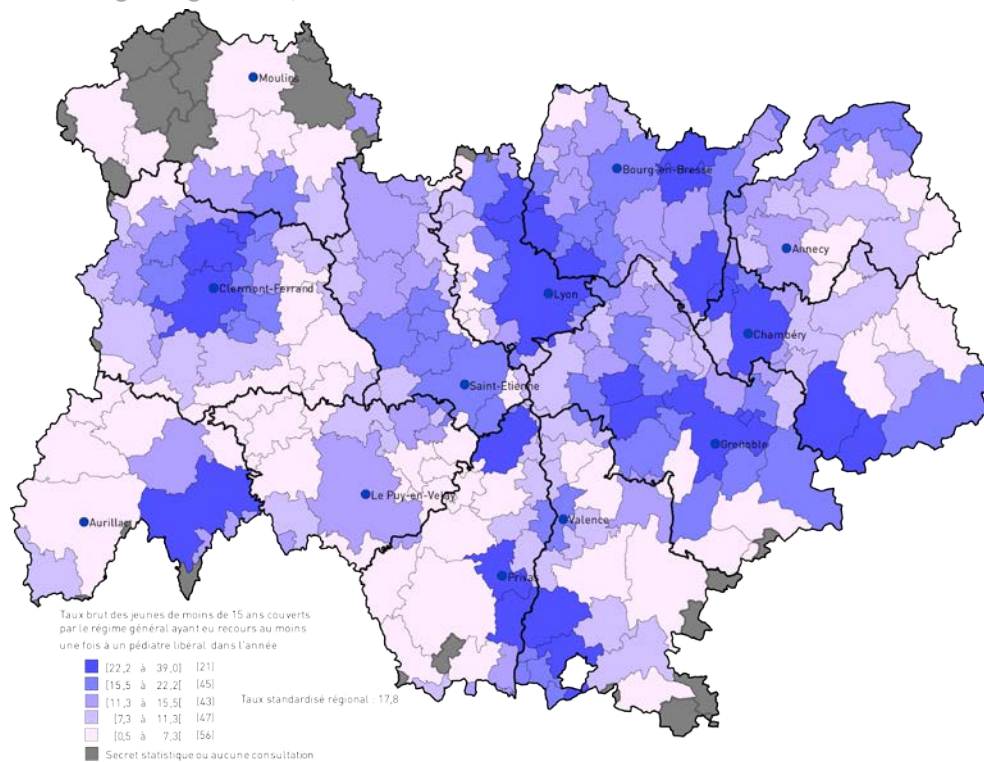 Moulins
Bourg-en-Bresse
Annecy
Clermont-Ferrand
Lyon
Chambéry
Saint-Etienne
Grenoble
Le Puy-en-Velay
Aurillac
Valence
Privas
Taux brut des jeunes de moins de 15 ans couverts
par le régime général ayant eu recours au moins
une fois à un pédiatre libéral dans l'année
[22,2 à 39,0] [21]
[15,5 à 22,2[ [45]
[11,3 à 15,5[ [43]
Taux standardisé régional : 17,8
[7,3 à 11,3[ [47]
[0,5 à 7,3[ [56]
Secret statistique ou aucune consultation